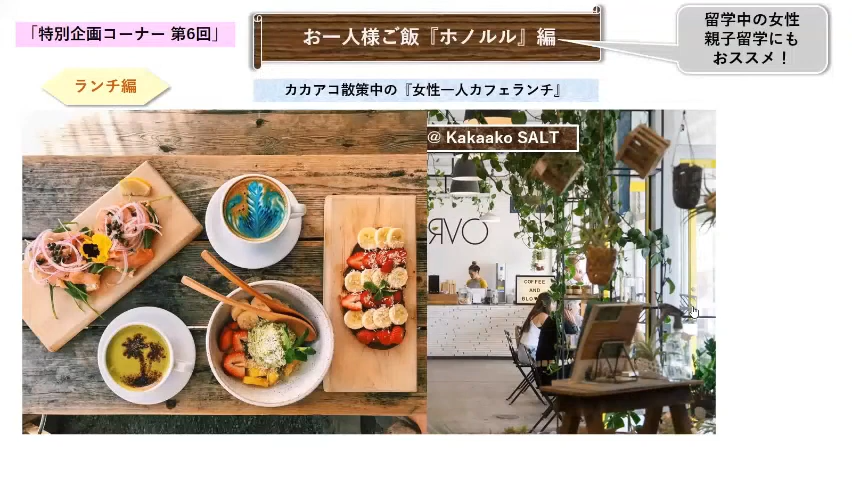 「特別企画コーナー 第6回」
お一人様ご飯『ホノルル』編
留学中の女性
親子留学にも
おススメ！
ランチ編
カカアコ散策中の『女性一人カフェランチ』
@ Kakaako SALT
ARVO
COFFEE
AND